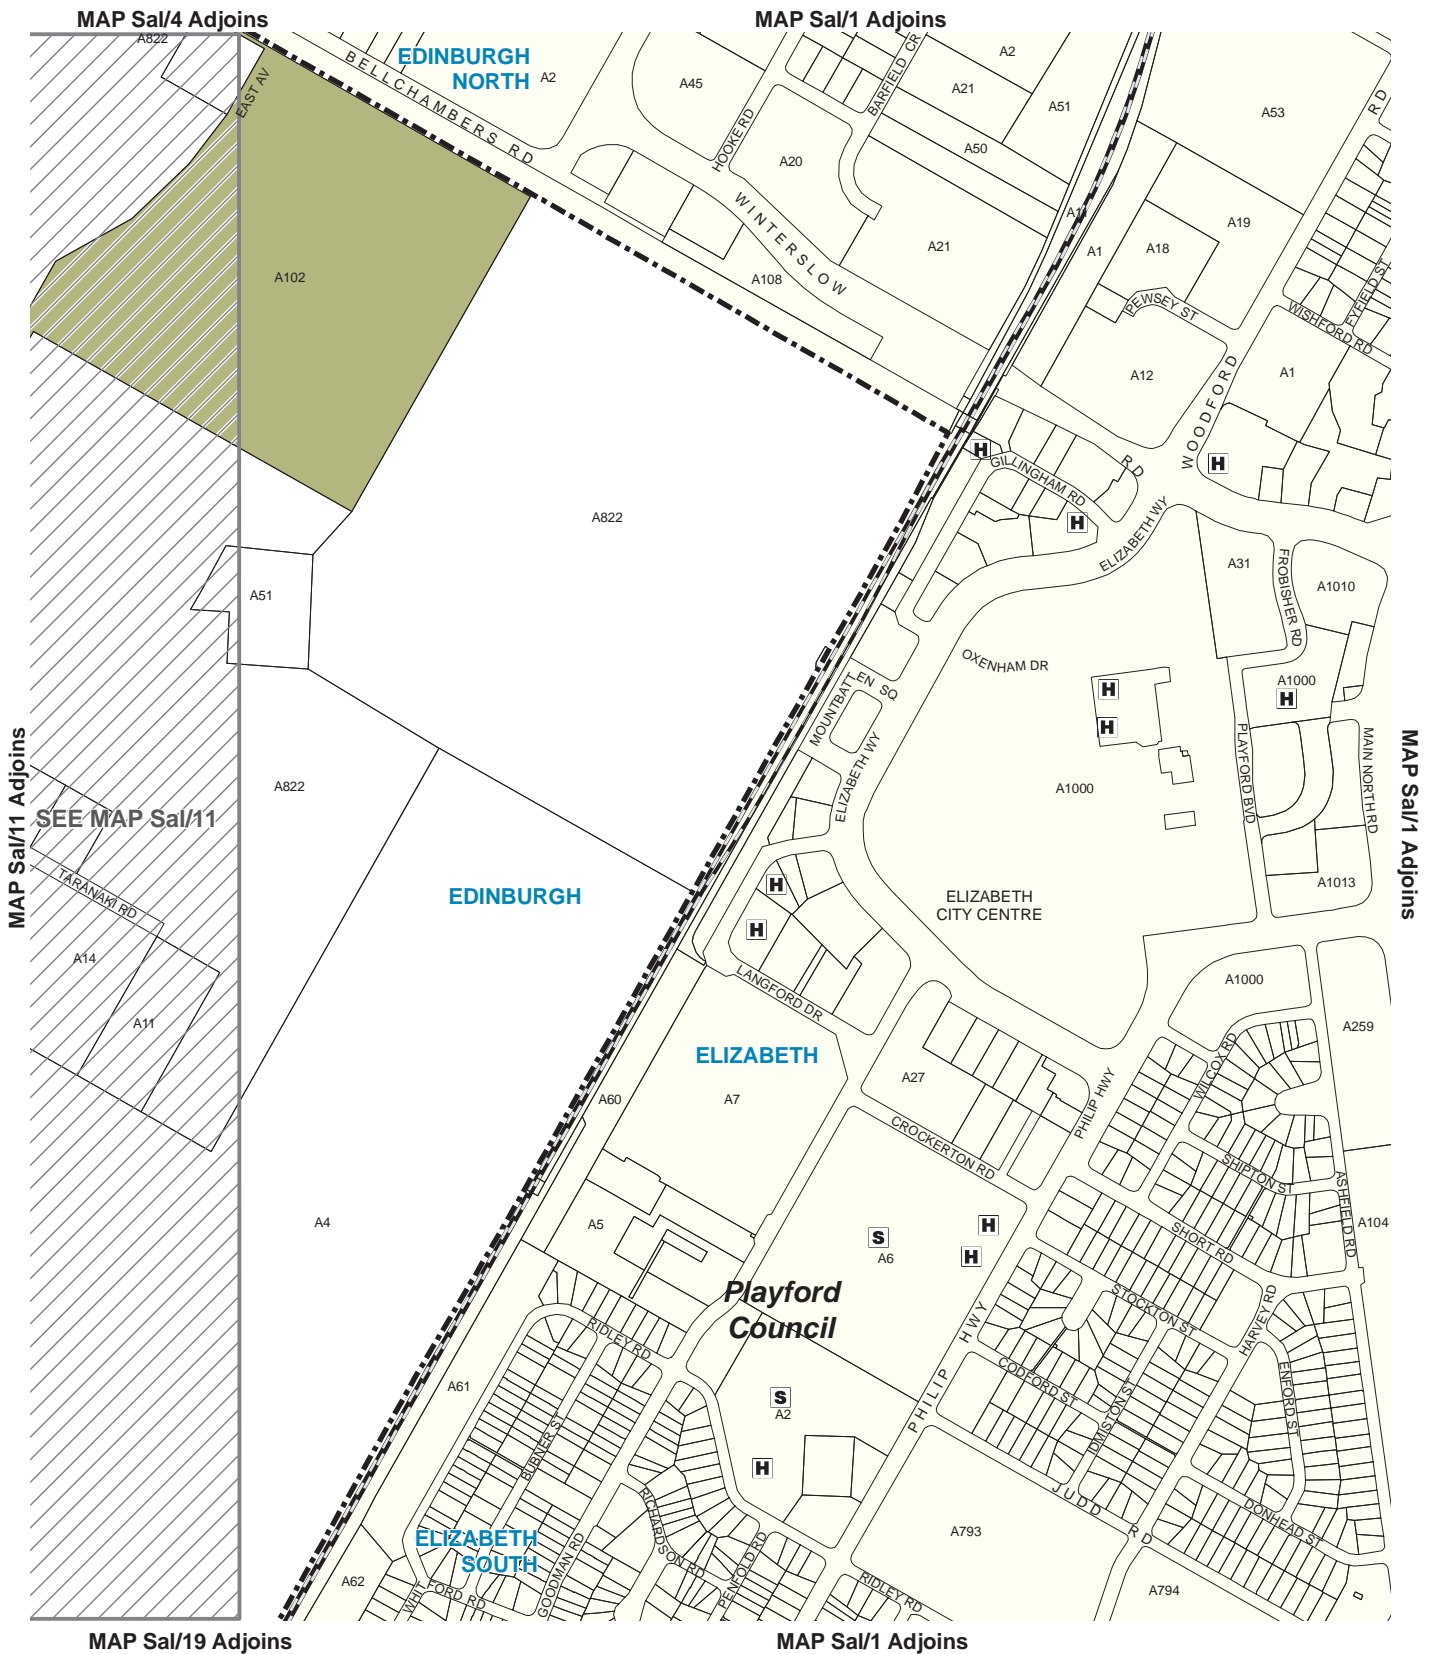 MAP Sal/4 Adjoins
MAP Sal/1 Adjoins
A822
EAST AV
BELLCHAMBERS RD
EDINBURGH
NORTH
A2
A45
HOOKE RD
BARFIELD CR
A2
A21
A51
A50
A53
RD
A20
WINTERSLOW
A21
A11
A1
A18
A19
FYFIELD ST
WISHFORD RD
PEWSEY ST
A102
A108
A12
A1
WOODFORD
RD
H
GILLINGHAM RD
H
H
ELIZABETH WY
A822
A31
FROBISHER RD
A1010
A51
OXENHAM DR
H
H
A1000
H
MOUNTBATTEN SQ
ELIZABETH WY
PLAYFORD BVD
MAIN NORTH RD
MAP Sal/11 Adjoins
MAP Sal/1 Adjoins
A822
A1000
SEE MAP Sal/11
TARANAKI RD
EDINBURGH
H
H
ELIZABETH
CITY CENTRE
A1013
A14
A11
LANGFORD DR
A1000
A259
ELIZABETH
A60
A7
A27
PHILIP HWY
WILCOX RD
CROCKERTON RD
SHIPTON ST
ASHFIELD RD
A4
A5
S
A6
H
H
SHORT RD
A104
Playford
Council
STOCKTON ST
HARVEY RD
RIDLEY RD
PHILIP HWY
CODFORD ST
IDMISTON ST
ENFORD ST
A61
BUBNER ST
S
A2
H
RICHARDSON RD
JUDD RD
DONHEAD ST
ELIZABETH
SOUTH
GOODMAN RD
PENFOLD RD
A793
A62
WHITFORD RD
RIDLEY RD
A794
MAP Sal/19 Adjoins
MAP Sal/1 Adjoins